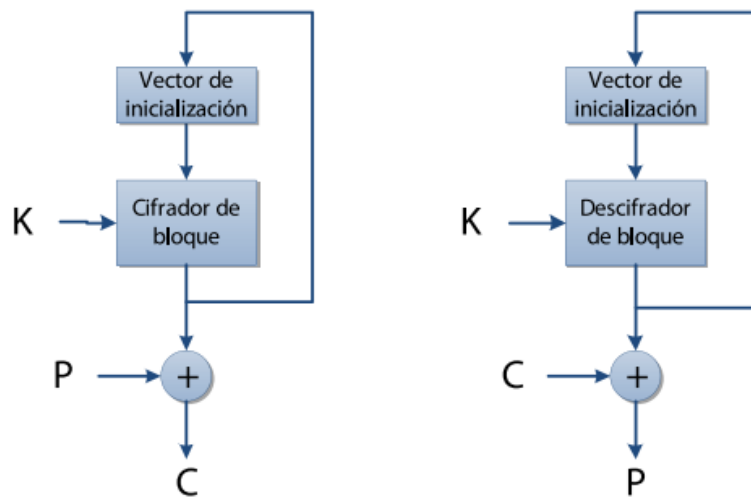 Vector de
inicialización
K
Cifrador de
bloque
P
+
C
Vector de
inicialización
K
Descifrador
de bloque
C
+
P